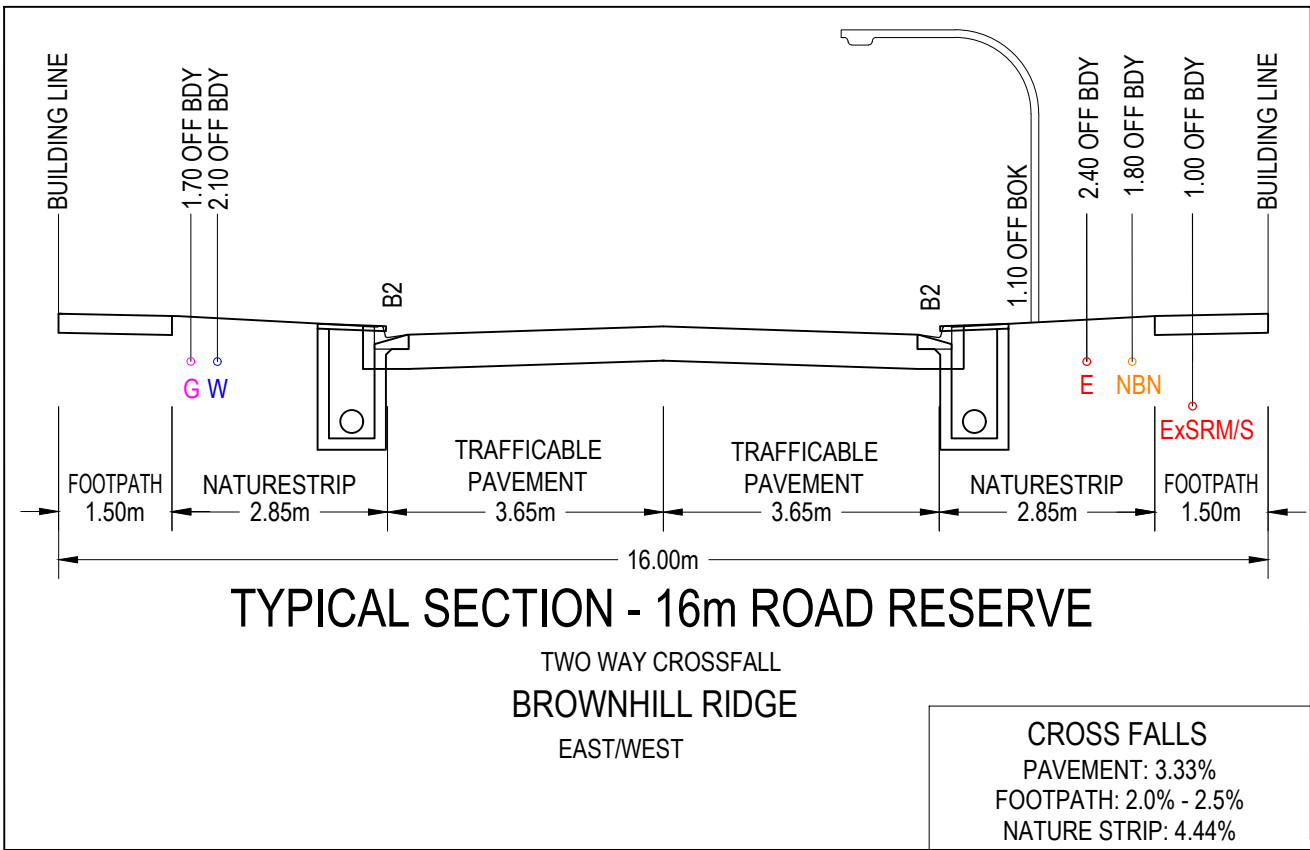 BUILDING LINE
1.70 OFF BDY
2.10 OFF BDY
1.10 OFF BOK
2.40 OFF BDY
1.80 OFF BDY
1.00 OFF BDY
BUILDING LINE
B2
B2
G
W
E
NBN
ExSRM/S
FOOTPATH
1.50m
NATURESTRIP
2.85m
TRAFFICABLE
PAVEMENT
3.65m
TRAFFICABLE
PAVEMENT
3.65m
NATURESTRIP
2.85m
FOOTPATH
1.50m
16.00m
TYPICAL SECTION - 16m ROAD RESERVE
TWO WAY CROSSFALL
BROWNHILL RIDGE
EAST/WEST
CROSS FALLS
PAVEMENT: 3.33%
FOOTPATH: 2.0% - 2.5%
NATURE STRIP: 4.44%